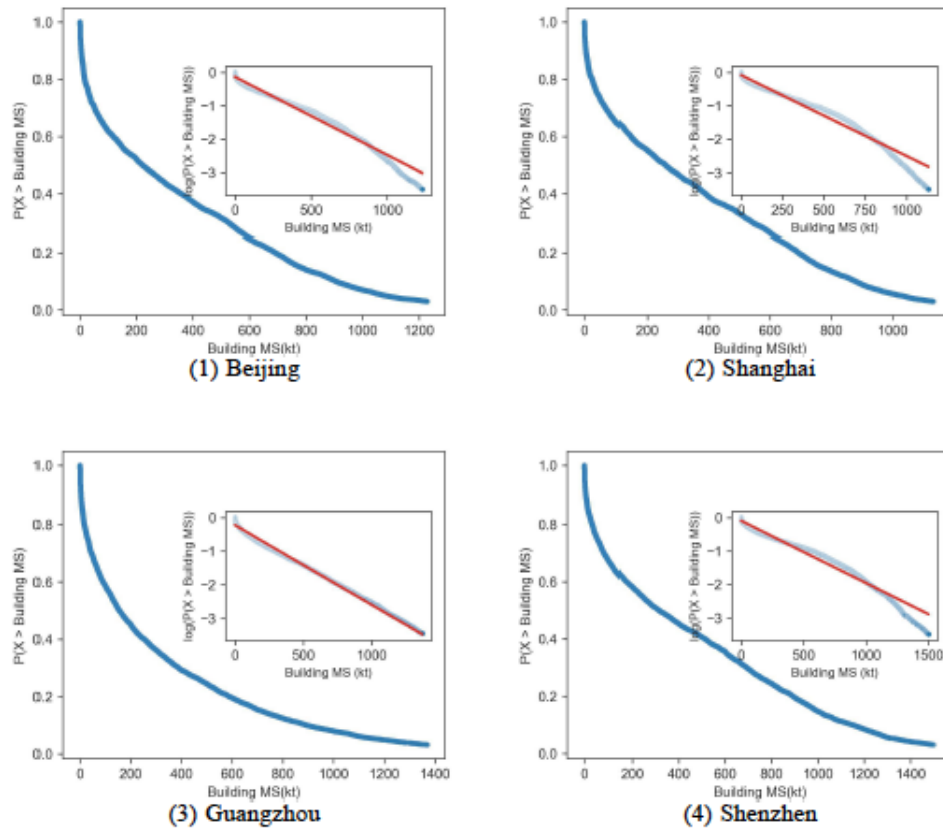 P(X > Building MS)
1.0
0.8
0.6
0.4
0.2
0.0
0 200 400 600 800 1000 1200
Building MS(kt)
log(P(X > Building MS))
0
−1
−2
−3
0 500 1000
Building MS (kt)
(1) Beijing
P(X > Building MS)
1.0
0.8
0.6
0.4
0.2
0.0
0 200 400 600 800 1000
Building MS(kt)
log(P(X > Building MS))
0
−1
−2
−3
0 250 500 750 1000
Building MS (kt)
(2) Shanghai
P(X > Building MS)
1.0
0.8
0.6
0.4
0.2
0.0
0 200 400 600 800 1000 1200 1400
Building MS(kt)
log(P(X > Building MS))
0
−1
−2
−3
0 500 1000
Building MS (kt)
(3) Guangzhou
P(X > Building MS)
1.0
0.8
0.6
0.4
0.2
0.0
0 200 400 600 800 1000 1200 1400
Building MS(kt)
log(P(X > Building MS))
0
−1
−2
−3
0 500 1000 1500
Building MS (kt)
(4) Shenzhen